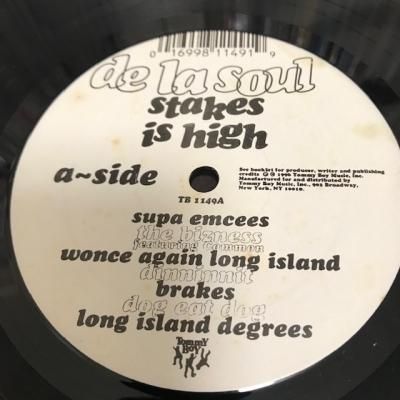 0 16998 11491 9
de la soul
stakes
is high
a~side
See booklet for producer, writer and publishing
credits ℗ © 1996 Tommy Boy Music, Inc.
Manufactured for and distributed by
Tommy Boy Music, Inc., 902 Broadway,
New York, NY 10010.
TB 1149A
supa emcees
the bizness
featuring Common
wonce again long island
dinninnit
brakes
dog eat dog
long island degrees
Tommy
Boy